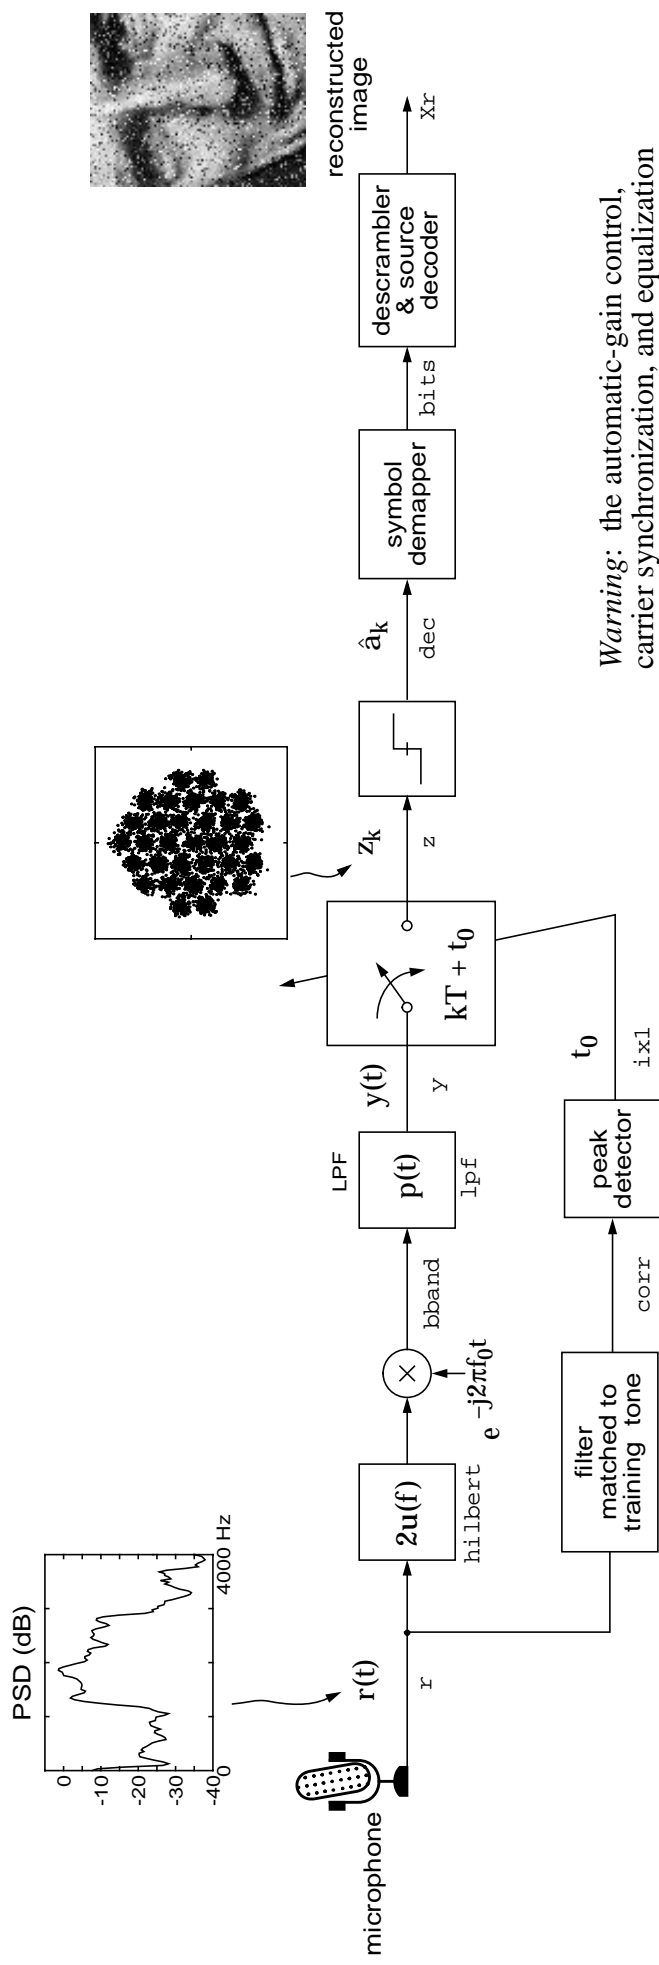 PSD (dB)
0
-10
-20
-30
-40
0
4000 Hz
microphone
r(t)
r
2u(f)
hilbert
e −j2πf0t
bband
LPF
p(t)
lpf
y(t)
y
kT + t0
zk
z
âk
dec
symbol
demapper
bits
descrambler
& source
decoder
Xr
reconstructed
image
filter
matched to
training tone
corr
peak
detector
t0
ix1
Warning: the automatic-gain control,
carrier synchronization, and equalization